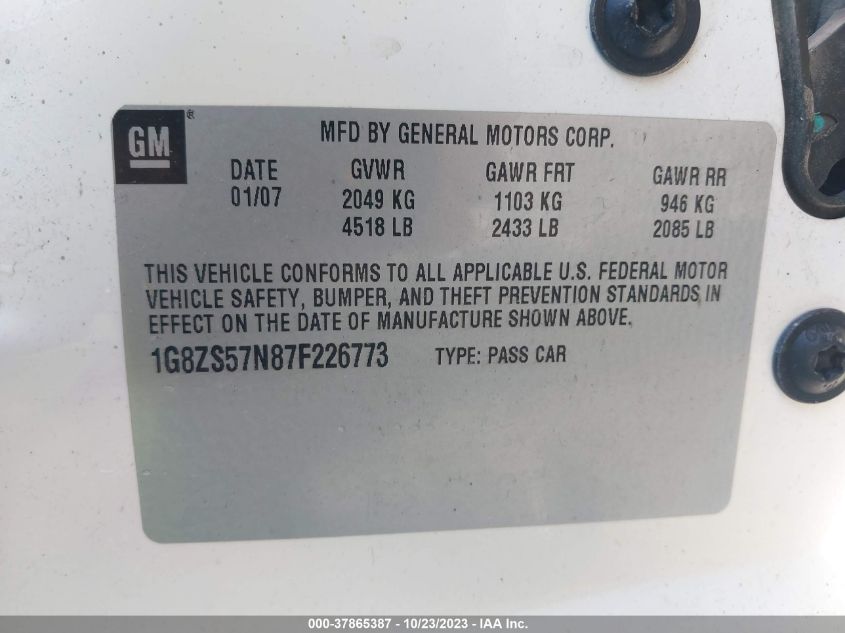 GM ®
MFD BY GENERAL MOTORS CORP.
DATE GVWR GAWR FRT GAWR RR
01/07 2049 KG 1103 KG 946 KG
4518 LB 2433 LB 2085 LB
THIS VEHICLE CONFORMS TO ALL APPLICABLE U.S. FEDERAL MOTOR
VEHICLE SAFETY, BUMPER, AND THEFT PREVENTION STANDARDS IN
EFFECT ON THE DATE OF MANUFACTURE SHOWN ABOVE.
1G8ZS57N87F226773 TYPE: PASS CAR
000-37865387 - 10/23/2023 - IAA Inc.